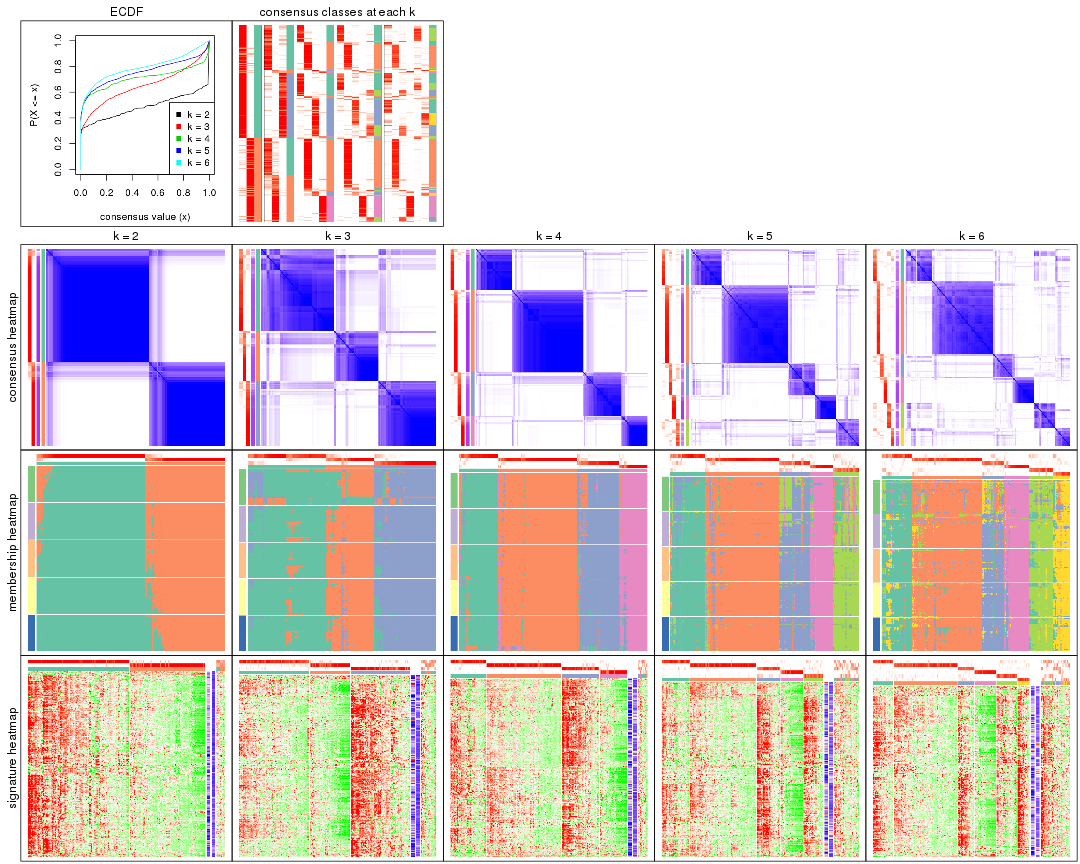 ECDF
consensus classes at each k
P(X <= x)
0.0 0.2 0.4 0.6 0.8 1.0
k = 2
k = 3
k = 4
k = 5
k = 6
0.0 0.2 0.4 0.6 0.8 1.0
consensus value (x)
k = 2 k = 3 k = 4 k = 5 k = 6
consensus heatmap
membership heatmap
signature heatmap